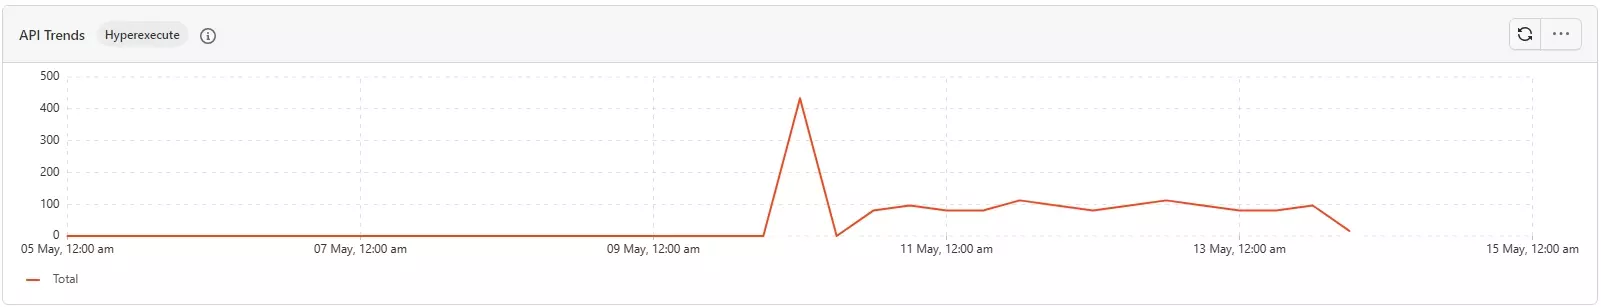 API Trends Hyperexecute
500
400
300
200
100
0
05 May, 12:00 am 07 May, 12:00 am 09 May, 12:00 am 11 May, 12:00 am 13 May, 12:00 am 15 May, 12:00 am
Total